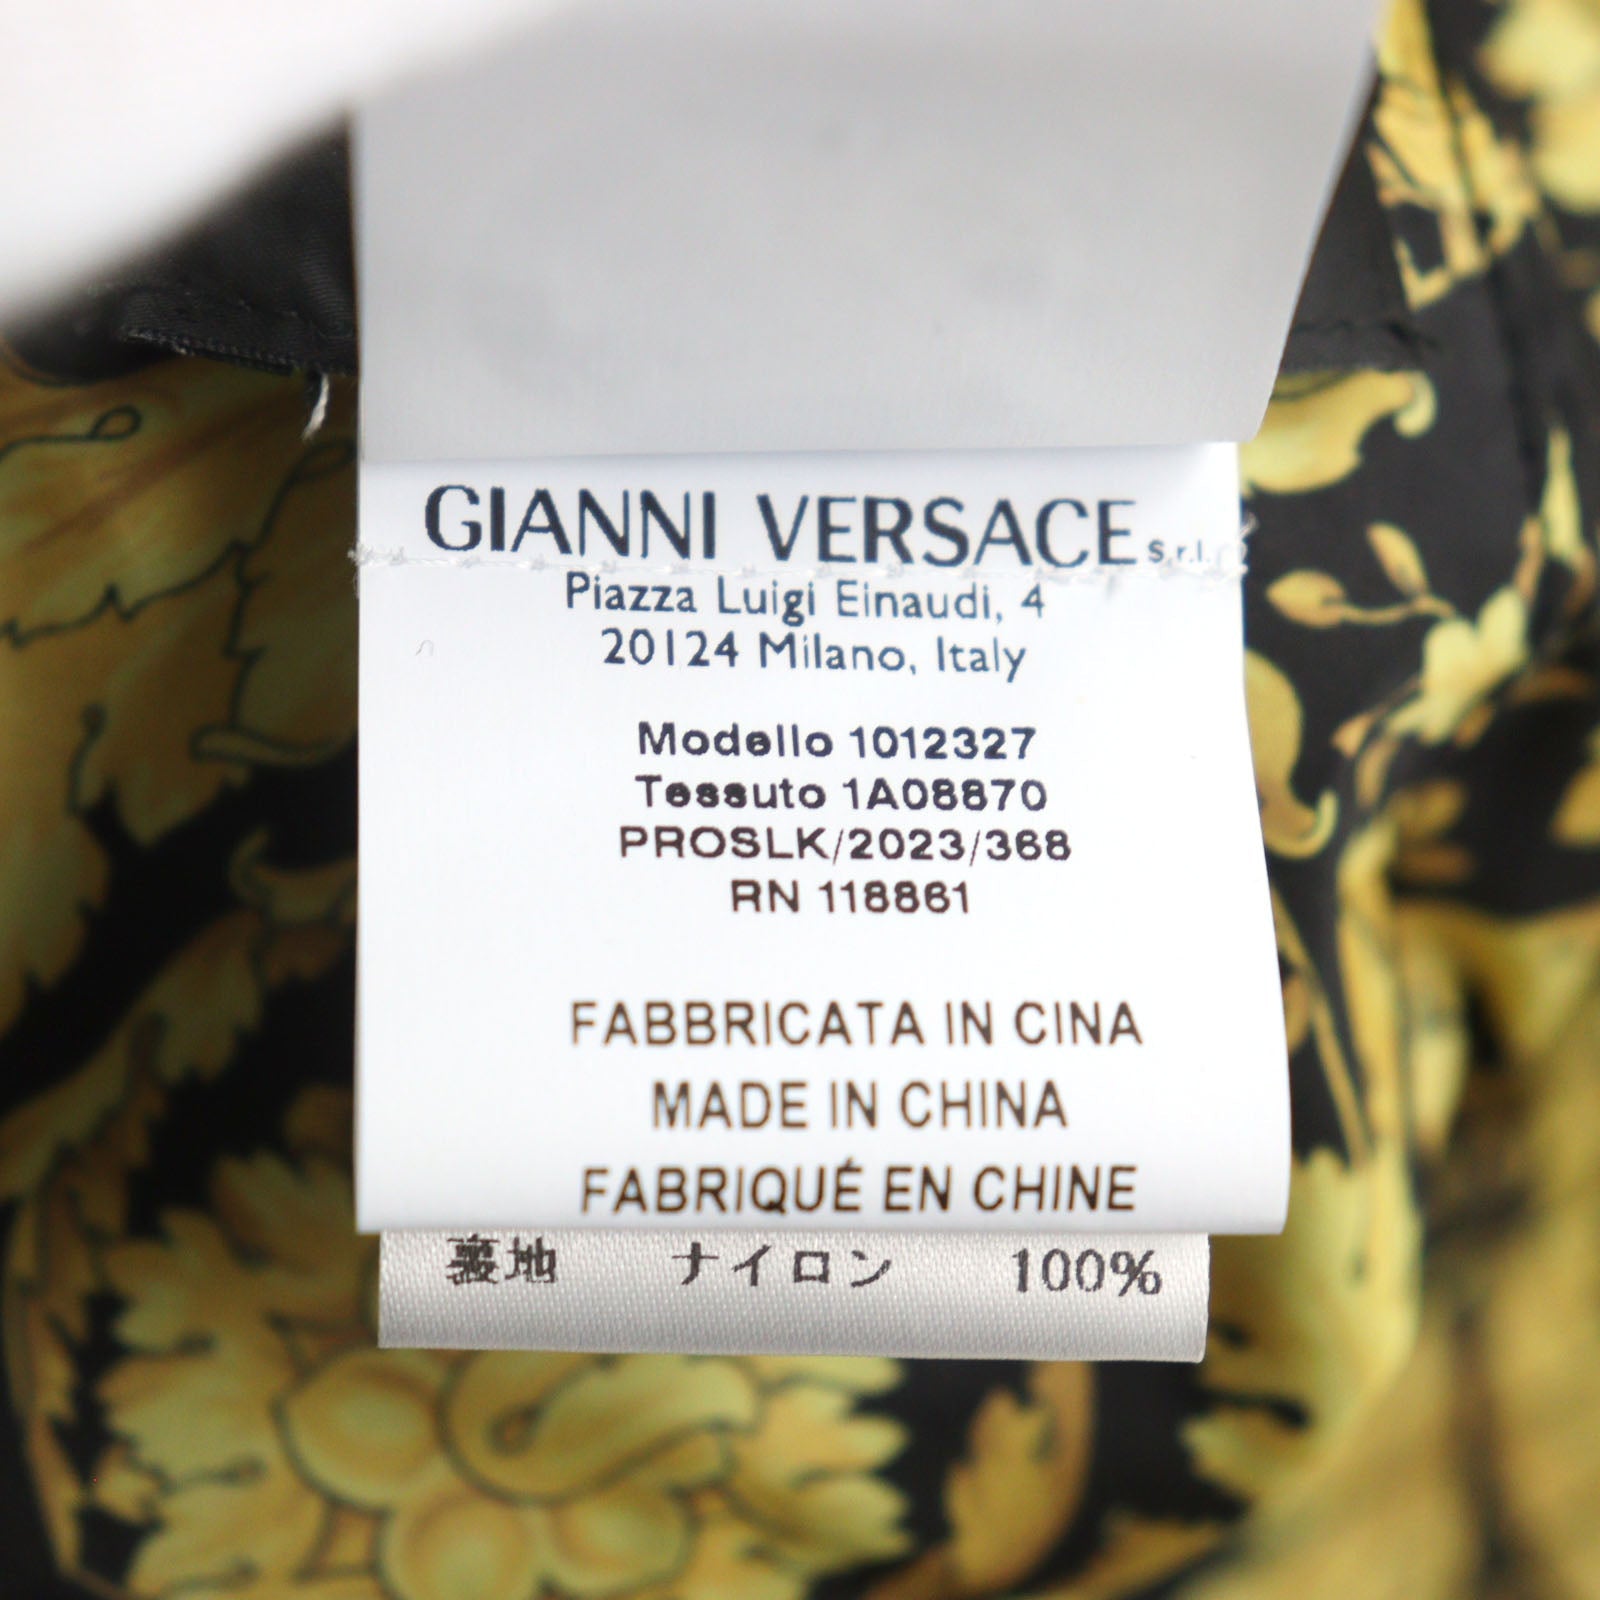 GIANNI VERSACE S.r.l.
Piazza Luigi Einaudi, 4
20124 Milano, Italy
Modello 1012327
Tessuto 1A08870
PROSLK/2023/368
RN 118861
FABBRICATA IN CINA
MADE IN CHINA
FABRIQUÉ EN CHINE
裏地 ナイロン 100%